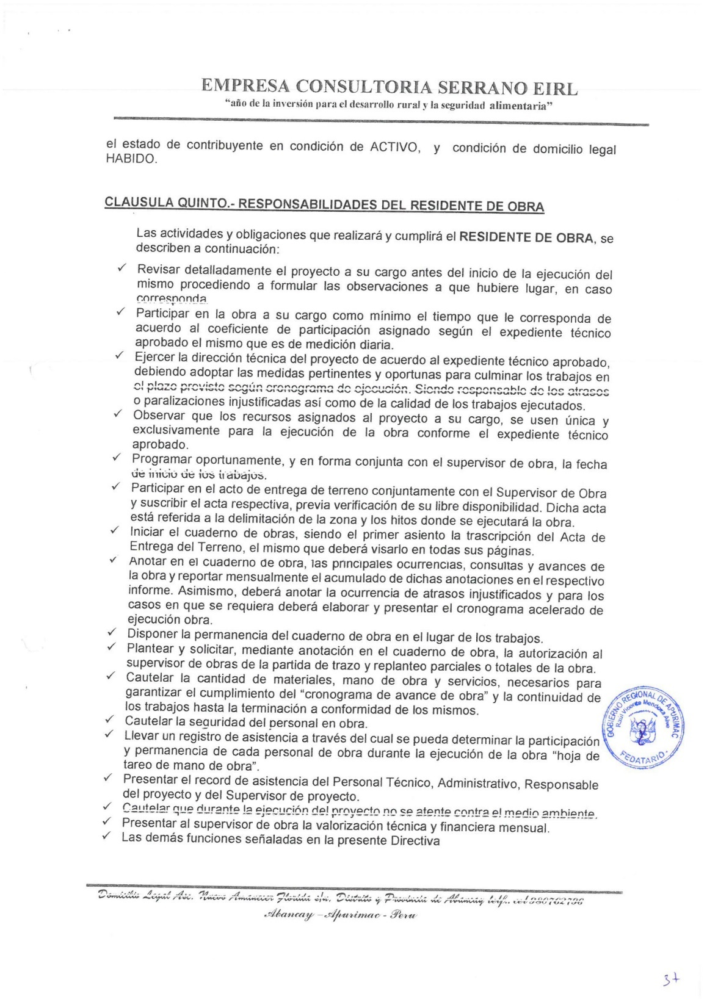 EMPRESA CONSULTORIA SERRANO EIRL
“año de la inversión para el desarrollo rural y la seguridad alimentaria”
el estado de contribuyente en condición de ACTIVO, y condición de domicilio legal
HABIDO.
CLAUSULA QUINTO.- RESPONSABILIDADES DEL RESIDENTE DE OBRA
Las actividades y obligaciones que realizará y cumplirá el RESIDENTE DE OBRA, se
describen a continuación:
✓ Revisar detalladamente el proyecto a su cargo antes del inicio de la ejecución del
mismo procediendo a formular las observaciones a que hubiere lugar, en caso
corresponda.
✓ Participar en la obra a su cargo como mínimo el tiempo que le corresponda de
acuerdo al coeficiente de participación asignado según el expediente técnico
aprobado el mismo que es de medición diaria.
✓ Ejercer la dirección técnica del proyecto de acuerdo al expediente técnico aprobado,
debiendo adoptar las medidas pertinentes y oportunas para culminar los trabajos en
el plazo previsto según cronograma de ejecución. Siendo responsable de los atrasos
o paralizaciones injustificadas así como de la calidad de los trabajos ejecutados.
✓ Observar que los recursos asignados al proyecto a su cargo, se usen única y
exclusivamente para la ejecución de la obra conforme el expediente técnico
aprobado.
✓ Programar oportunamente, y en forma conjunta con el supervisor de obra, la fecha
de inicio de los trabajos.
✓ Participar en el acto de entrega de terreno conjuntamente con el Supervisor de Obra
y suscribir el acta respectiva, previa verificación de su libre disponibilidad. Dicha acta
está referida a la delimitación de la zona y los hitos donde se ejecutará la obra.
✓ Iniciar el cuaderno de obras, siendo el primer asiento la trascripción del Acta de
Entrega del Terreno, el mismo que deberá visarlo en todas sus páginas.
✓ Anotar en el cuaderno de obra, las principales ocurrencias, consultas y avances de
la obra y reportar mensualmente el acumulado de dichas anotaciones en el respectivo
informe. Asimismo, deberá anotar la ocurrencia de atrasos injustificados y para los
casos en que se requiera deberá elaborar y presentar el cronograma acelerado de
ejecución obra.
✓ Disponer la permanencia del cuaderno de obra en el lugar de los trabajos.
✓ Plantear y solicitar, mediante anotación en el cuaderno de obra, la autorización al
supervisor de obras de la partida de trazo y replanteo parciales o totales de la obra.
✓ Cautelar la cantidad de materiales, mano de obra y servicios, necesarios para
garantizar el cumplimiento del “cronograma de avance de obra” y la continuidad de
los trabajos hasta la terminación a conformidad de los mismos.
✓ Cautelar la seguridad del personal en obra.
✓ Llevar un registro de asistencia a través del cual se pueda determinar la participación
y permanencia de cada personal de obra durante la ejecución de la obra “hoja de
tareo de mano de obra”.
✓ Presentar el record de asistencia del Personal Técnico, Administrativo, Responsable
del proyecto y del Supervisor de proyecto.
✓ Cautelar que durante la ejecución del proyecto no se atente contra el medio ambiente.
✓ Presentar al supervisor de obra la valorización técnica y financiera mensual.
✓ Las demás funciones señaladas en la presente Directiva
GOBIERNO REGIONAL DE APURIMAC
Raúl Vicente Mendoza Alve
FEDATARIO
Domicilio Legal Av. Nuevo Amanecer Florida s/n. Distrito y Provincia de Abancay telf.. cel
Abancay – Apurimac - Peru
37